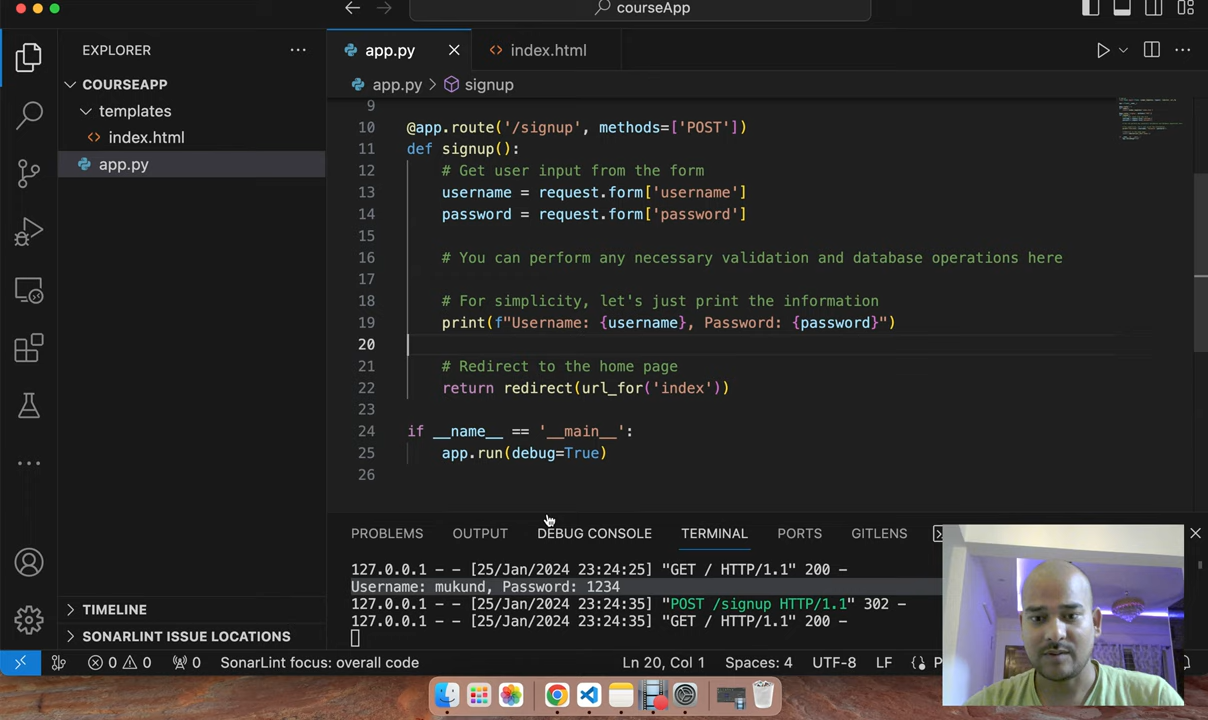 courseApp
EXPLORER
app.py
index.html
COURSEAPP
app.py > signup
templates
index.html
app.py
9
10 @app.route('/signup', methods=['POST'])
11 def signup():
12 # Get user input from the form
13 username = request.form['username']
14 password = request.form['password']
15
16 # You can perform any necessary validation and database operations here
17
18 # For simplicity, let's just print the information
19 print(f"Username: {username}, Password: {password}")
20
21 # Redirect to the home page
22 return redirect(url_for('index'))
23
24 if __name__ == '__main__':
25 app.run(debug=True)
26
PROBLEMS OUTPUT DEBUG CONSOLE TERMINAL PORTS GITLENS
127.0.0.1 - - [25/Jan/2024 23:24:25] "GET / HTTP/1.1" 200 -
Username: mukund, Password: 1234
127.0.0.1 - - [25/Jan/2024 23:24:35] "POST /signup HTTP/1.1" 302 -
127.0.0.1 - - [25/Jan/2024 23:24:35] "GET / HTTP/1.1" 200 -
TIMELINE
SONARLINT ISSUE LOCATIONS
0 0 0 SonarLint focus: overall code Ln 20, Col 1 Spaces: 4 UTF-8 LF { } P